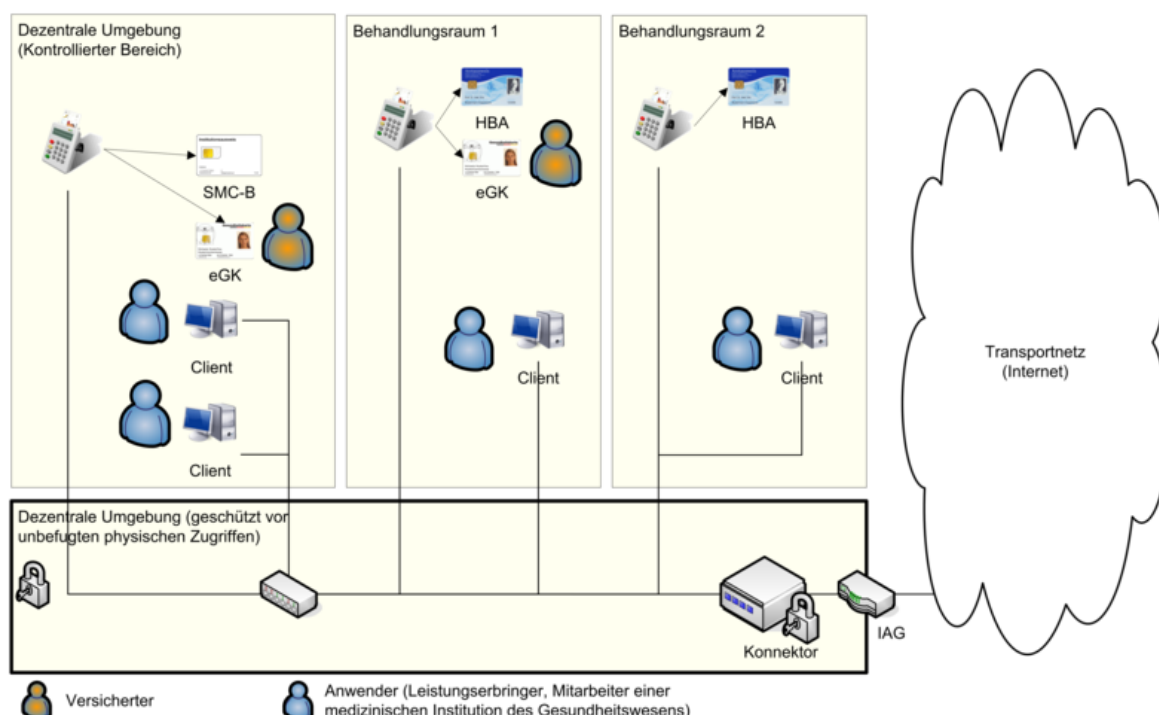 Dezentrale Umgebung
(Kontrollierter Bereich)
SMC-B
eGK
Client
Client
Behandlungsraum 1
HBA
eGK
Client
Behandlungsraum 2
HBA
Client
Transportnetz
(Internet)
Dezentrale Umgebung (geschützt vor
unbefugten physischen Zugriffen)
Konnektor
IAG
Versicherter
Anwender (Leistungserbringer, Mitarbeiter einer
medizinischen Institution des Gesundheitswesens)